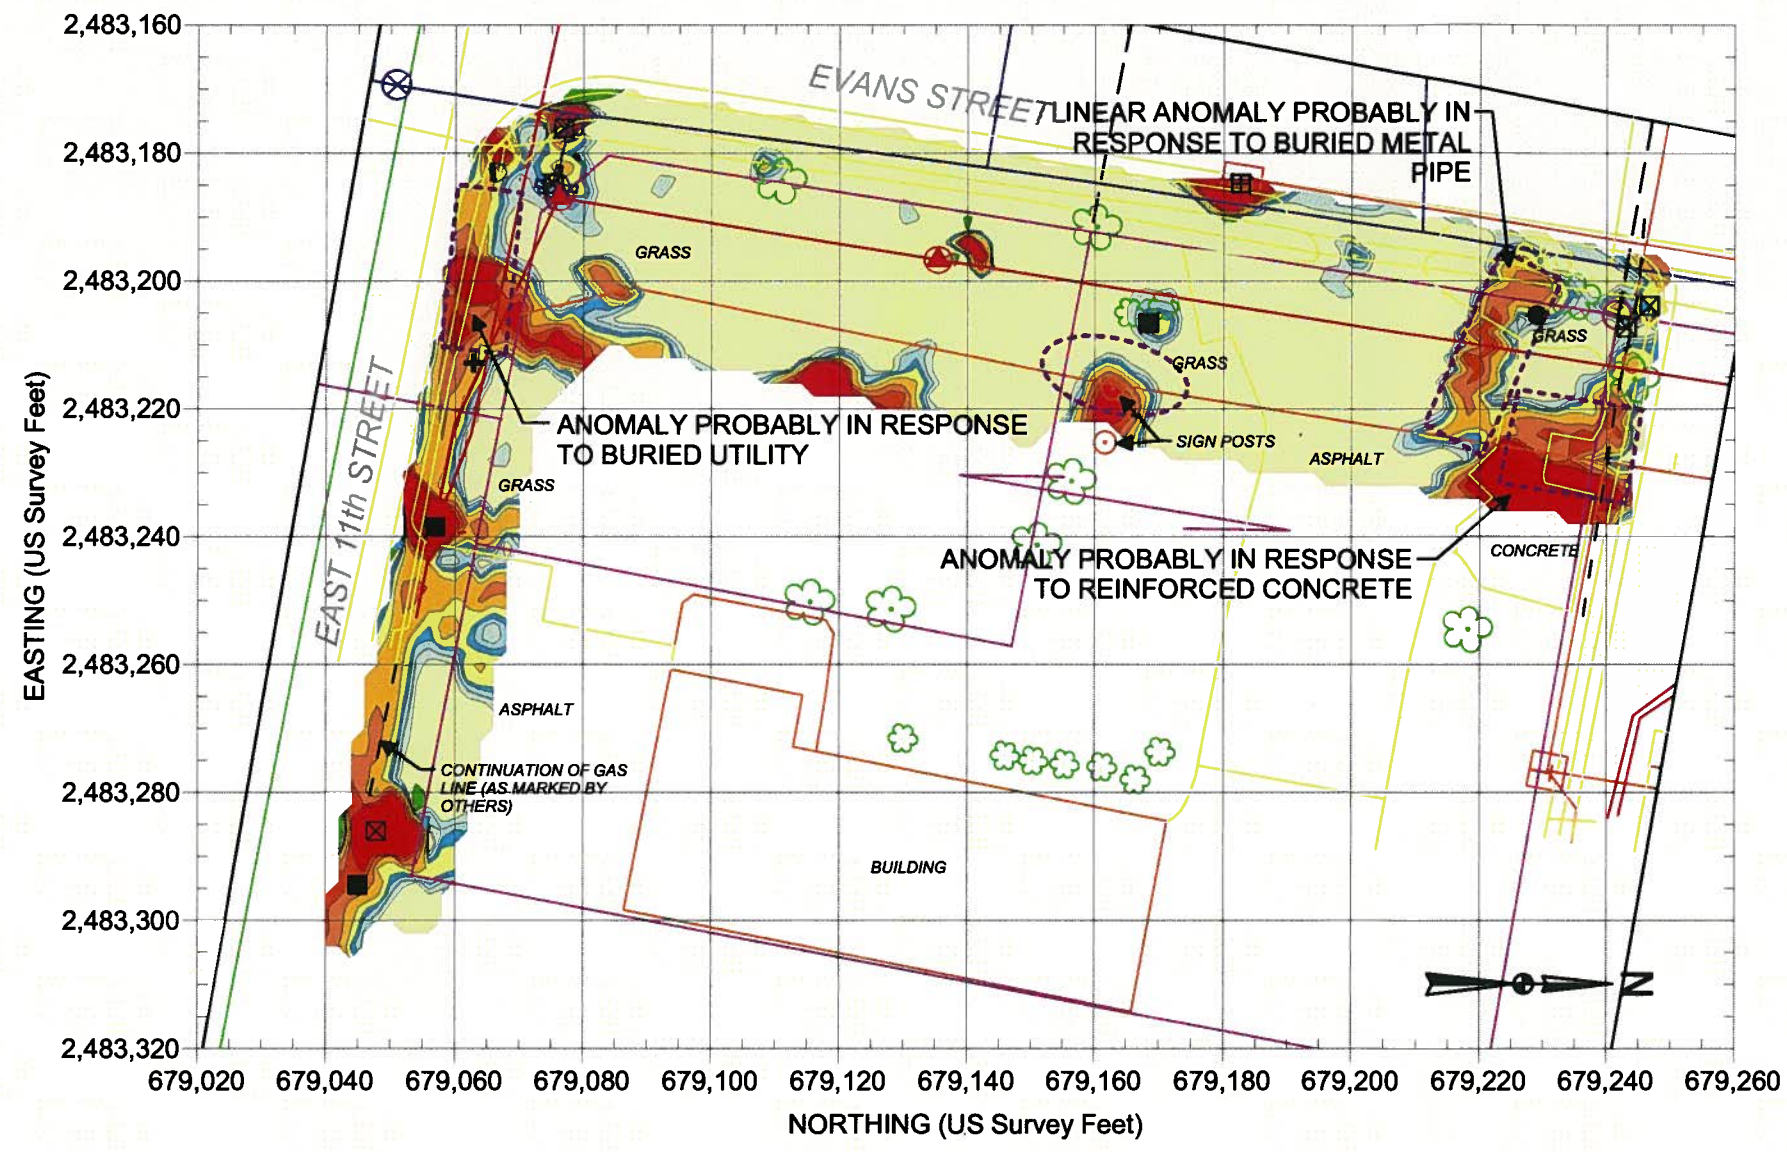 2,483,160
2,483,180
2,483,200
2,483,220
2,483,240
2,483,260
2,483,280
2,483,300
2,483,320
EASTING (US Survey Feet)
679,020
679,040
679,060
679,080
679,100
679,120
679,140
679,160
679,180
679,200
679,220
679,240
679,260
NORTHING (US Survey Feet)
EVANS STREET
LINEAR ANOMALY PROBABLY IN
RESPONSE TO BURIED METAL
PIPE
GRASS
GRASS
GRASS
EAST 11th STREET
ANOMALY PROBABLY IN RESPONSE
TO BURIED UTILITY
SIGN POSTS
ASPHALT
GRASS
ANOMALY PROBABLY IN RESPONSE
TO REINFORCED CONCRETE
CONCRETE
ASPHALT
CONTINUATION OF GAS
LINE (AS MARKED BY
OTHERS)
BUILDING
N